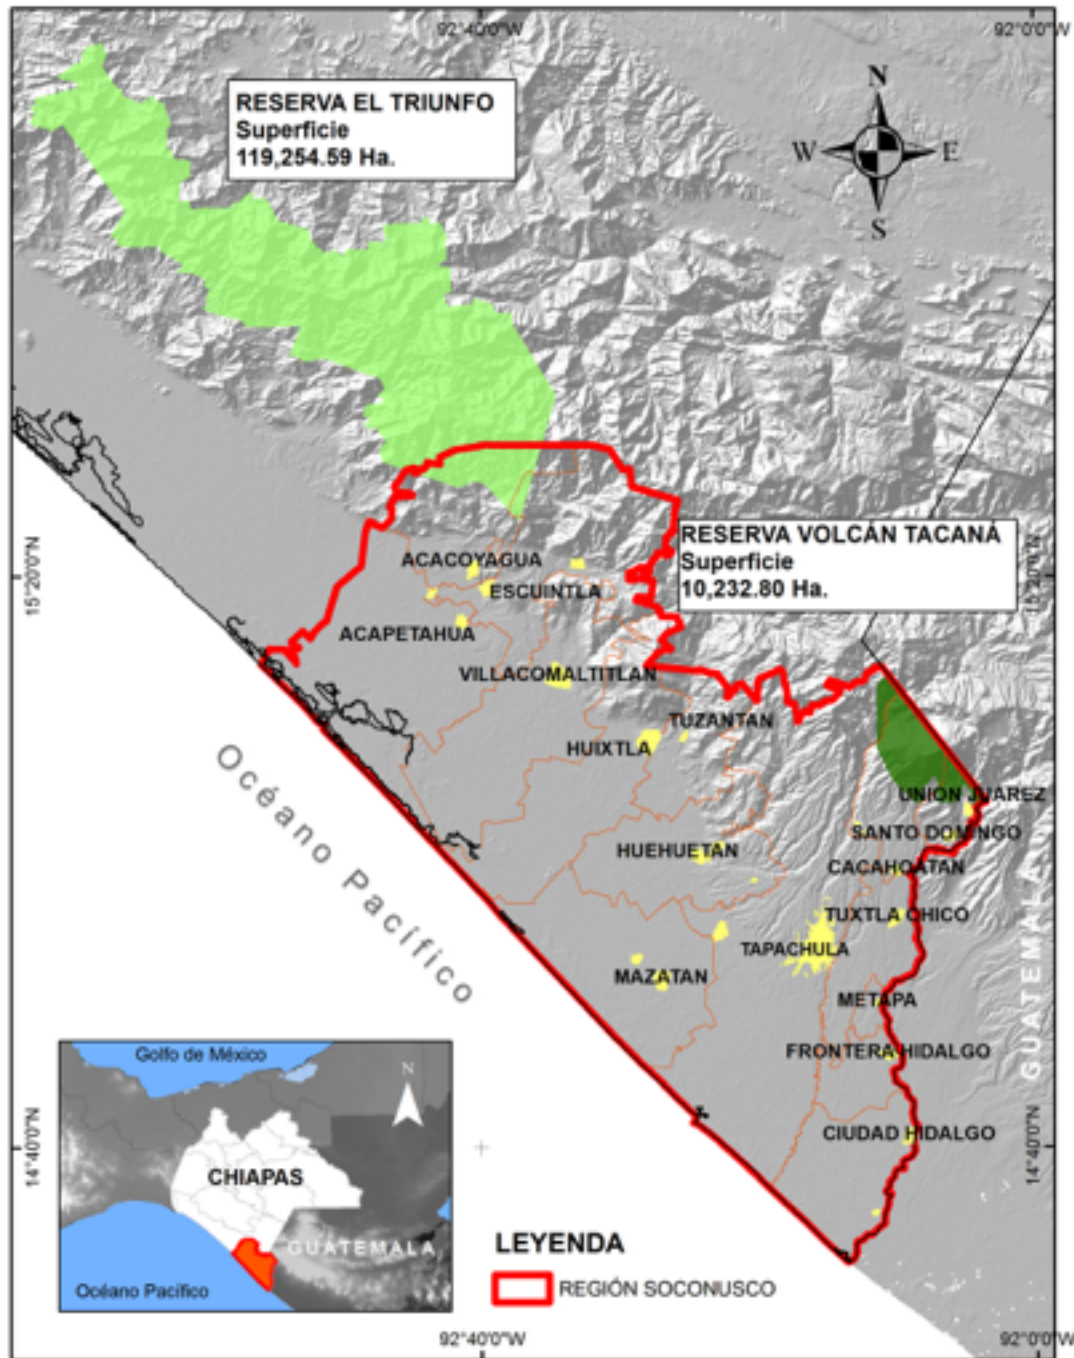 92°40'0"W
92°0'0"W
RESERVA EL TRIUNFO
Superficie
119,254.59 Ha.
N
W
E
S
RESERVA VOLCÁN TACANÁ
Superficie
10,232.80 Ha.
15°20'0"N
15°20'0"N
ACACOYAGUA
ESCUINTLA
ACAPETAHUA
VILLACOMALTITLAN
TUZANTAN
HUIXTLA
UNION JUAREZ
SANTO DOMINGO
HUEHUETAN
CACAHOATAN
TUXTLA CHICO
TAPACHULA
MAZATAN
METAPA
FRONTERA HIDALGO
CIUDAD HIDALGO
Océano Pacífico
GUATEMALA
14°40'0"N
14°40'0"N
Golfo de México
N
CHIAPAS
GUATEMALA
Océano Pacífico
LEYENDA
REGIÓN SOCONUSCO
92°40'0"W
92°0'0"W